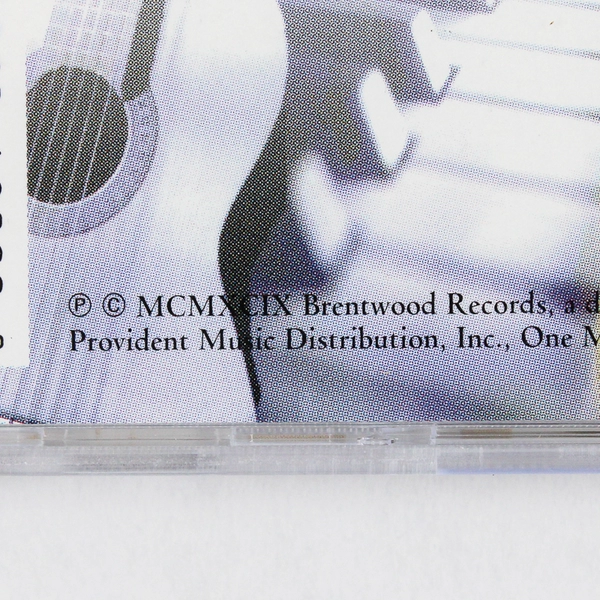 ℗ © MCMXCIX Brentwood Records, a
Provident Music Distribution, Inc., One